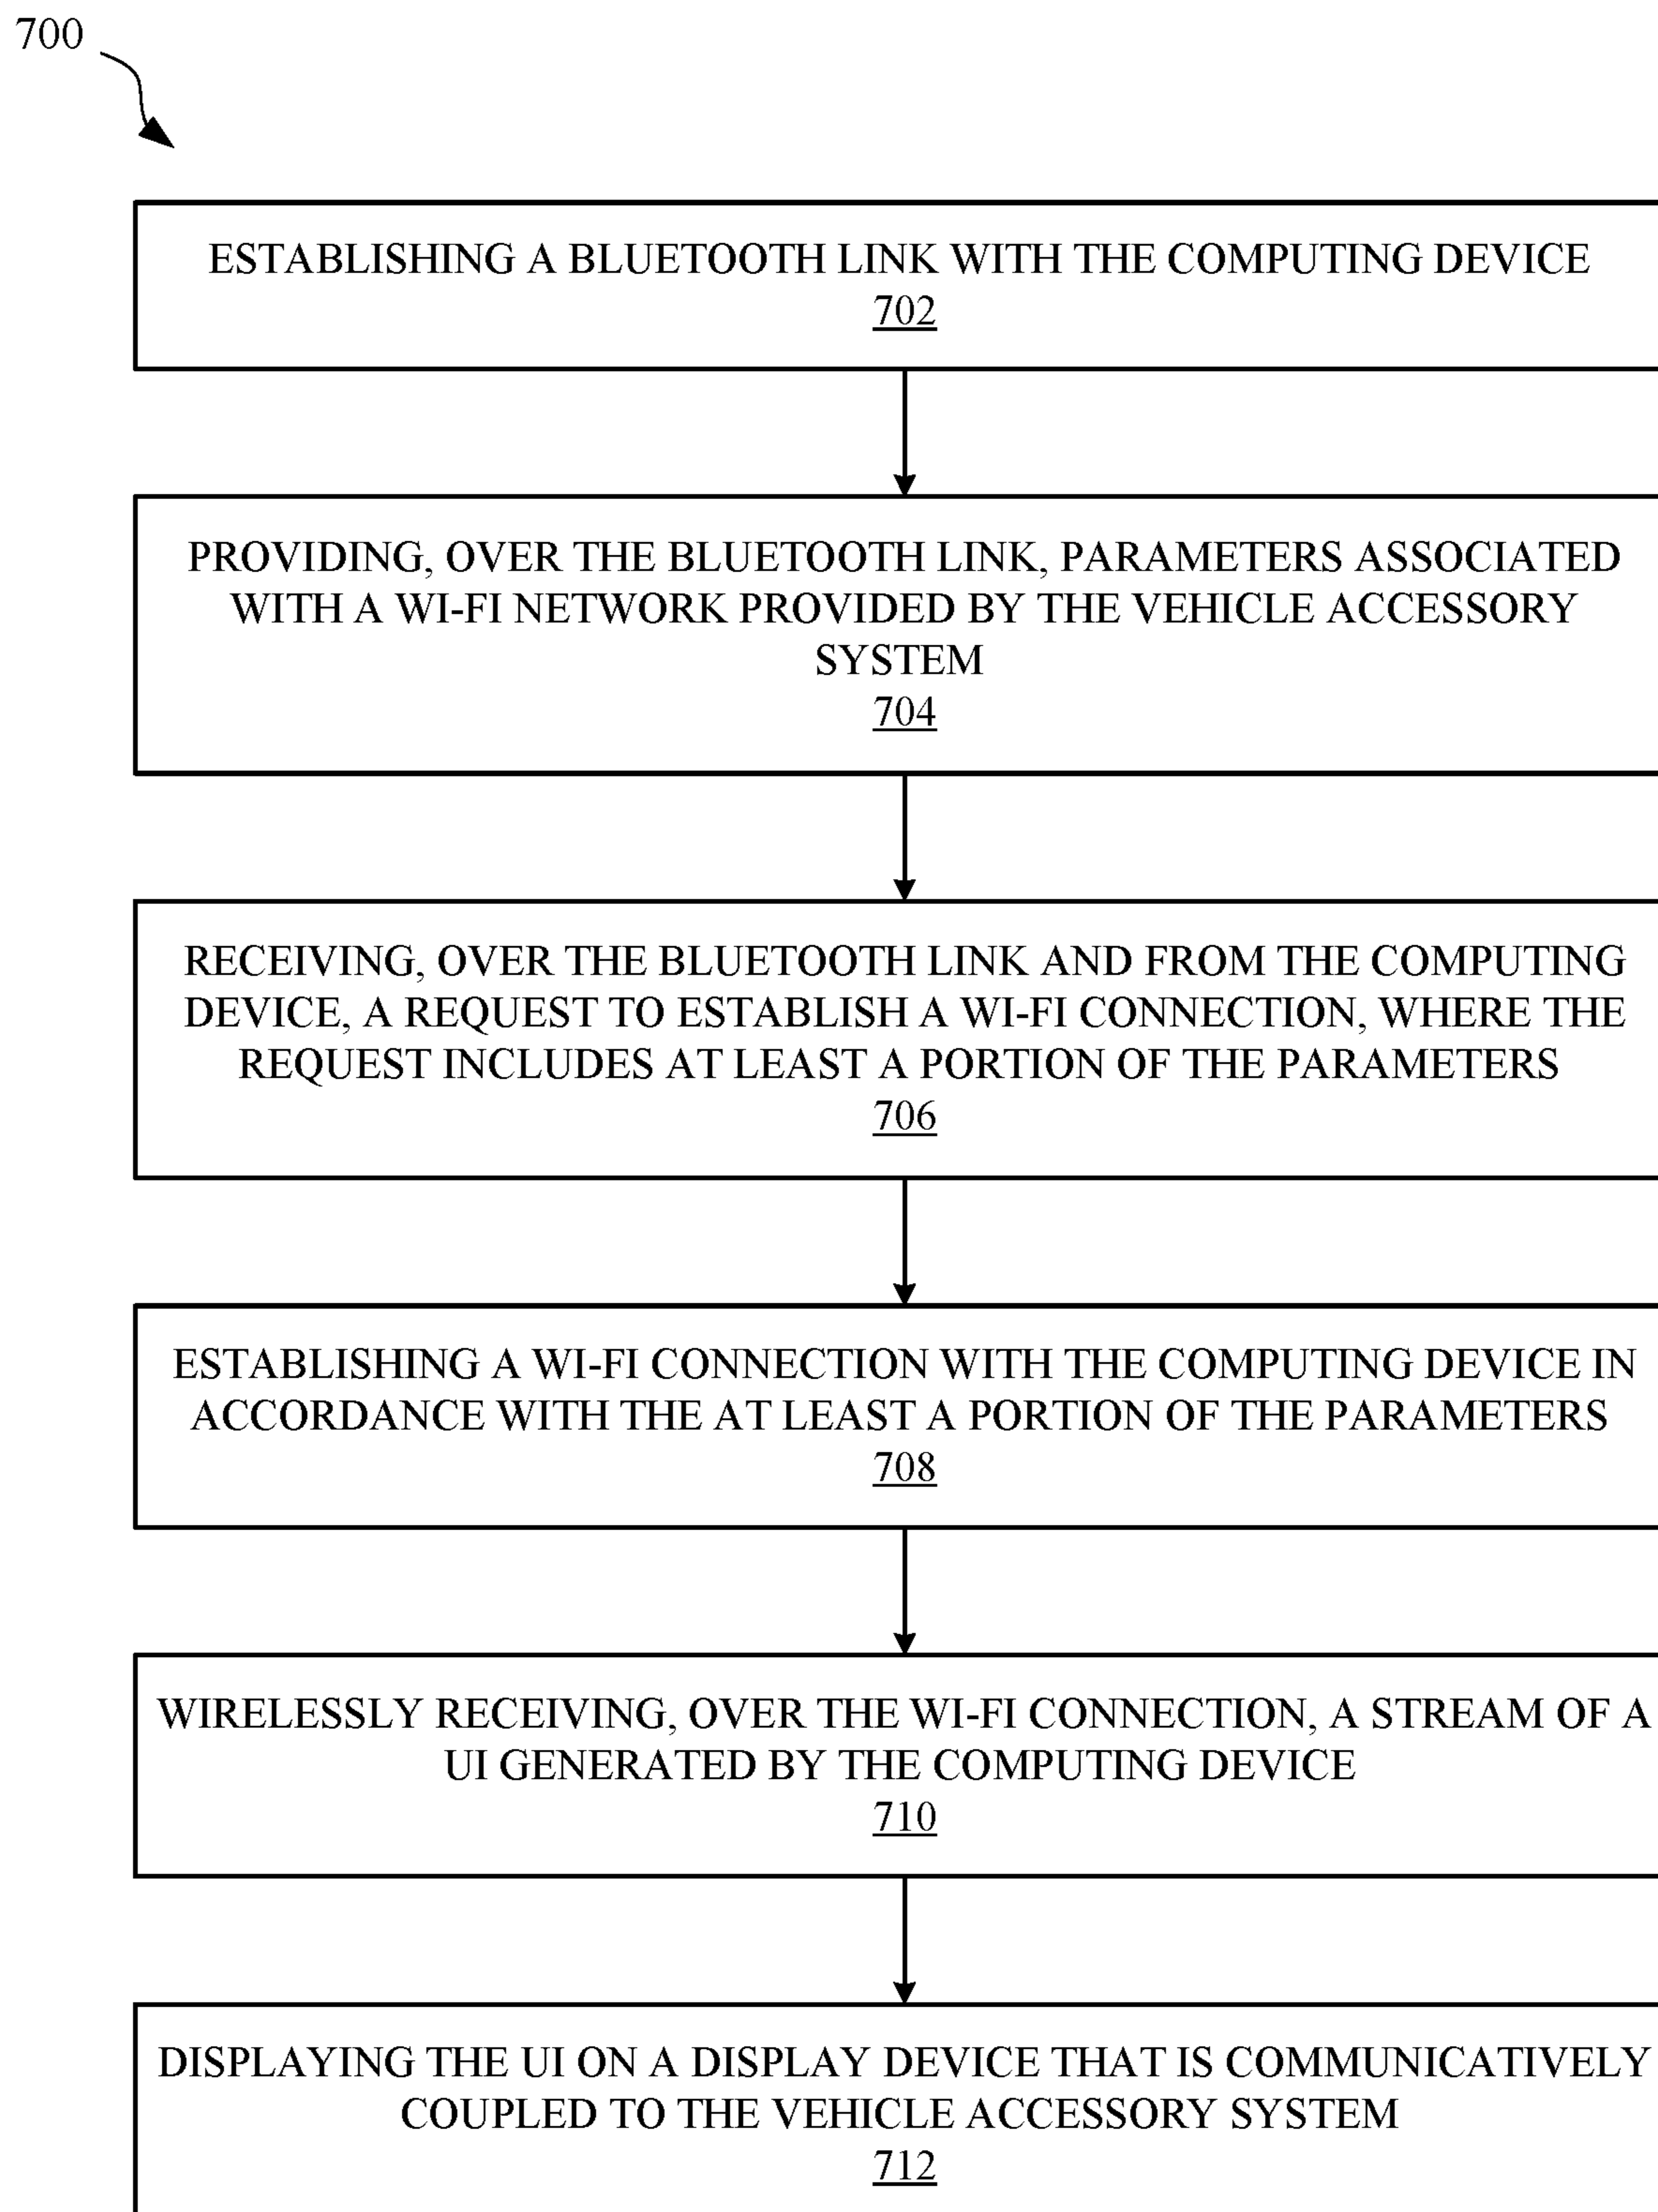 700
ESTABLISHING A BLUETOOTH LINK WITH THE COMPUTING DEVICE
702
PROVIDING, OVER THE BLUETOOTH LINK, PARAMETERS ASSOCIATED
WITH A WI-FI NETWORK PROVIDED BY THE VEHICLE ACCESSORY
SYSTEM
704
RECEIVING, OVER THE BLUETOOTH LINK AND FROM THE COMPUTING
DEVICE, A REQUEST TO ESTABLISH A WI-FI CONNECTION, WHERE THE
REQUEST INCLUDES AT LEAST A PORTION OF THE PARAMETERS
706
ESTABLISHING A WI-FI CONNECTION WITH THE COMPUTING DEVICE IN
ACCORDANCE WITH THE AT LEAST A PORTION OF THE PARAMETERS
708
WIRELESSLY RECEIVING, OVER THE WI-FI CONNECTION, A STREAM OF A
UI GENERATED BY THE COMPUTING DEVICE
710
DISPLAYING THE UI ON A DISPLAY DEVICE THAT IS COMMUNICATIVELY
COUPLED TO THE VEHICLE ACCESSORY SYSTEM
712